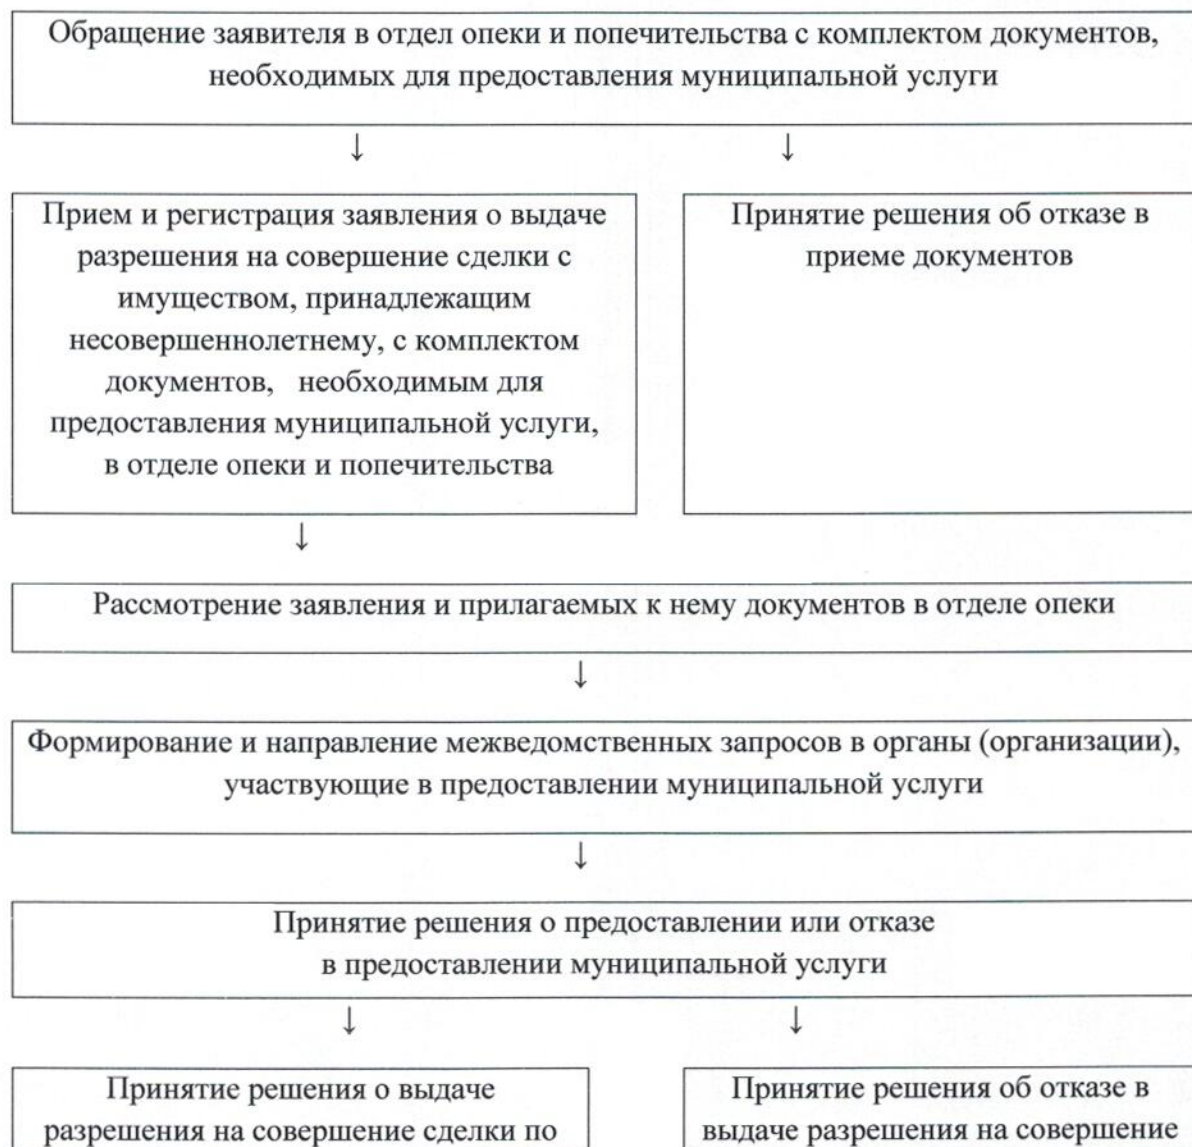 Обращение заявителя в отдел опеки и попечительства с комплектом документов,
необходимых для предоставления муниципальной услуги
↓ ↓
Прием и регистрация заявления о выдаче
разрешения на совершение сделки с
имуществом, принадлежащим
несовершеннолетнему, с комплектом
документов, необходимым для
предоставления муниципальной услуги,
в отделе опеки и попечительства
Принятие решения об отказе в
приеме документов
↓
Рассмотрение заявления и прилагаемых к нему документов в отделе опеки
↓
Формирование и направление межведомственных запросов в органы (организации),
участвующие в предоставлении муниципальной услуги
↓
Принятие решения о предоставлении или отказе
в предоставлении муниципальной услуги
↓ ↓
Принятие решения о выдаче
разрешения на совершение сделки по
Принятие решения об отказе в
выдаче разрешения на совершение